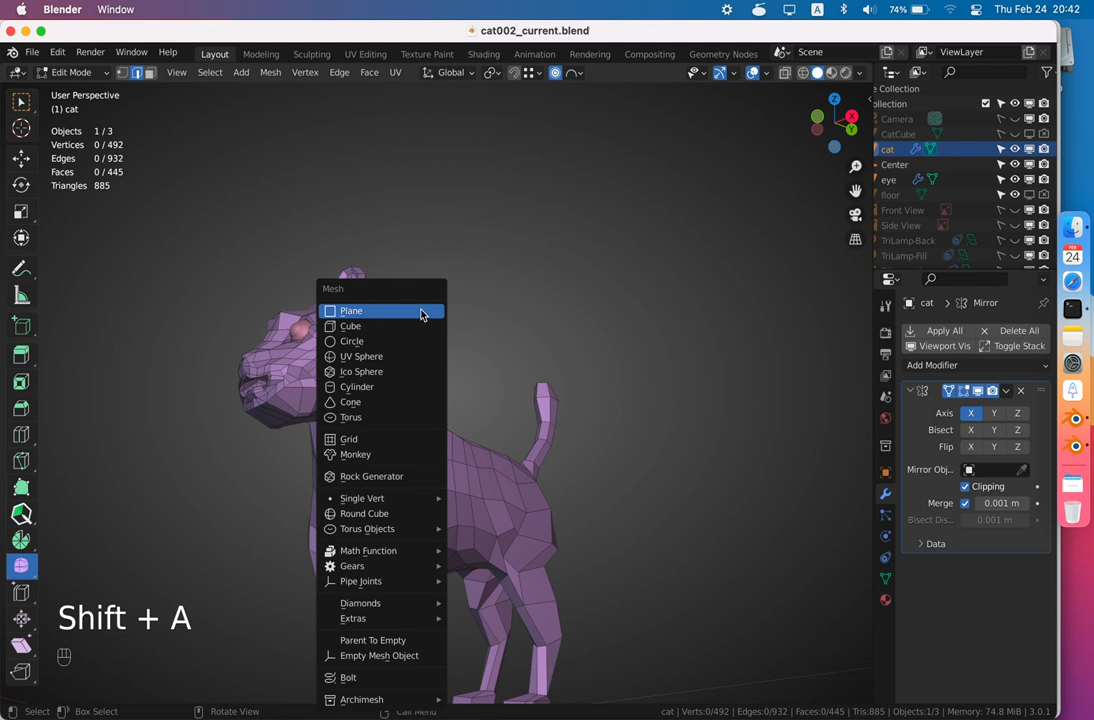 Blender Window 74% A Thu Feb 24 20:42
cat002_current.blend
File Edit Render Window Help Layout Modeling Sculpting UV Editing Texture Paint Shading Animation Rendering Compositing Geometry Nodes Scene ViewLayer
Edit Mode View Select Add Mesh Vertex Edge Face UV Global
User Perspective
(1) cat
Objects 1 / 3
Vertices 0 / 492
Edges 0 / 932
Faces 0 / 445
Triangles 885
Z
X
Y
e Collection
ollection
Camera
CatCube
cat
Center
eye
floor
Front View
Side View
TriLamp-Back
TriLamp-Fill
FEB
24
Mesh
Plane
Cube
Circle
UV Sphere
Ico Sphere
Cylinder
Cone
Torus
Grid
Monkey
Rock Generator
Single Vert
Round Cube
Torus Objects
Math Function
Gears
Pipe Joints
Diamonds
Extras
Parent To Empty
Empty Mesh Object
Bolt
Archimesh
cat Mirror
Apply All Delete All
Viewport Vis Toggle Stack
Add Modifier
Axis X Y Z
Bisect X Y Z
Flip X Y Z
Mirror Obj..
Clipping
Merge 0.001 m
Bisect Dis... 0.001 m
Data
Shift + A
Select Box Select Rotate View Call Menu cat | Verts:0/492 | Edges:0/932 | Faces:0/445 | Tris:885 | Objects:1/3 | Memory: 74.8 MiB | 3.0.1